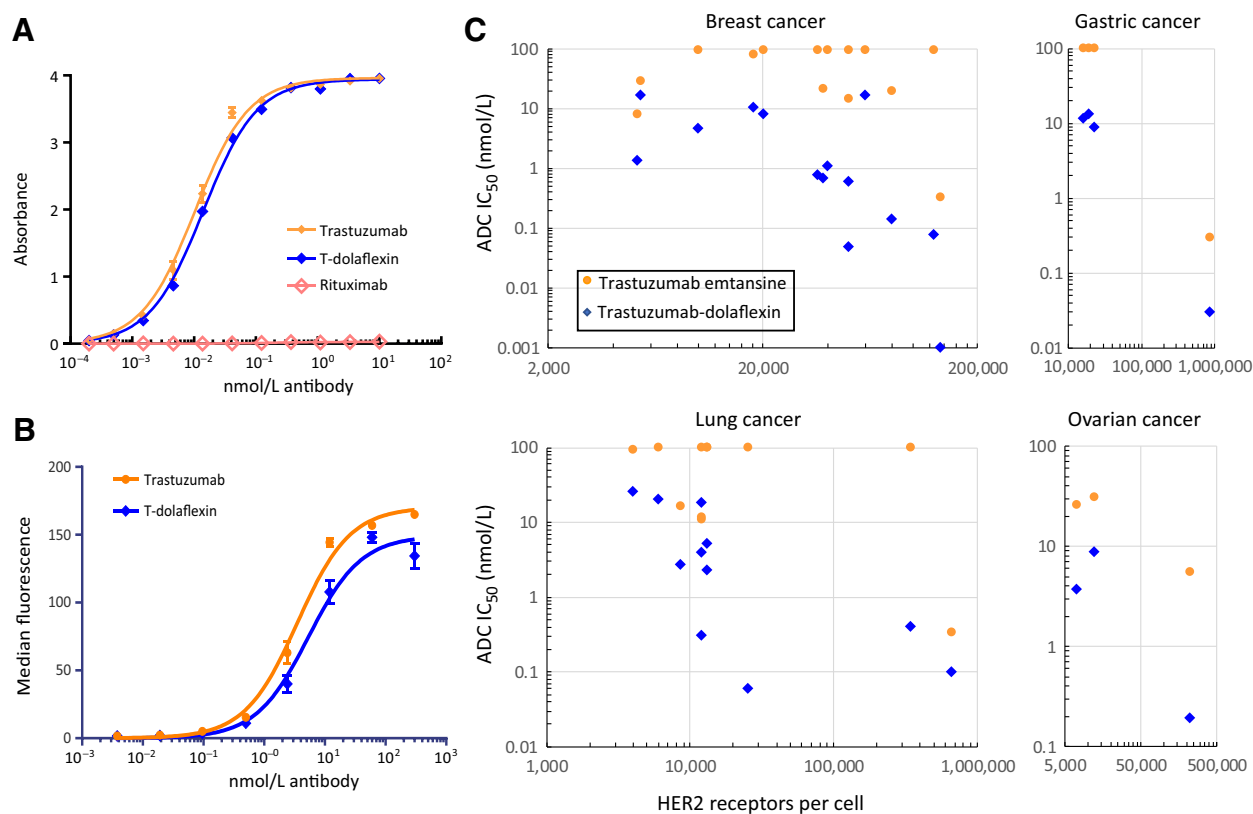 A
Absorbance
4
3
2
1
0
Trastuzumab
T-dolaflexin
Rituximab
10⁻⁴ 10⁻³ 10⁻² 10⁻¹ 10⁰ 10¹ 10²
nmol/L antibody
B
Median fluorescence
200
150
100
50
0
Trastuzumab
T-dolaflexin
10⁻³ 10⁻² 10⁻¹ 10⁻⁰ 10¹ 10² 10³
nmol/L antibody
C
Breast cancer
ADC IC₅₀ (nmol/L)
100
10
1
0.1
0.01
0.001
Trastuzumab emtansine
Trastuzumab-dolaflexin
2,000 20,000 200,000
Gastric cancer
100
10
1
0.1
0.01
10,000 100,000 1,000,000
Lung cancer
ADC IC₅₀ (nmol/L)
100
10
1
0.1
0.01
1,000 10,000 100,000 1,000,000
Ovarian cancer
100
10
1
0.1
5,000 50,000 500,000
HER2 receptors per cell